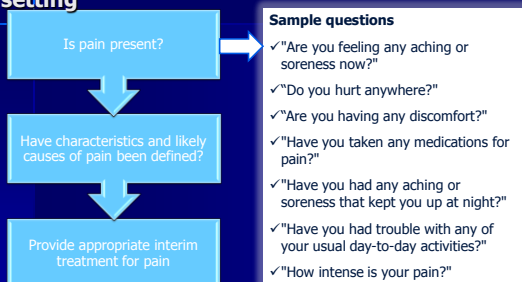 setting
Is pain present?
Have characteristics and likely
causes of pain been defined?
Provide appropriate interim
treatment for pain
Sample questions
✓"Are you feeling any aching or
soreness now?"
✓"Do you hurt anywhere?"
✓"Are you having any discomfort?"
✓"Have you taken any medications for
pain?"
✓"Have you had any aching or
soreness that kept you up at night?"
✓"Have you had trouble with any of
your usual day-to-day activities?"
✓"How intense is your pain?"